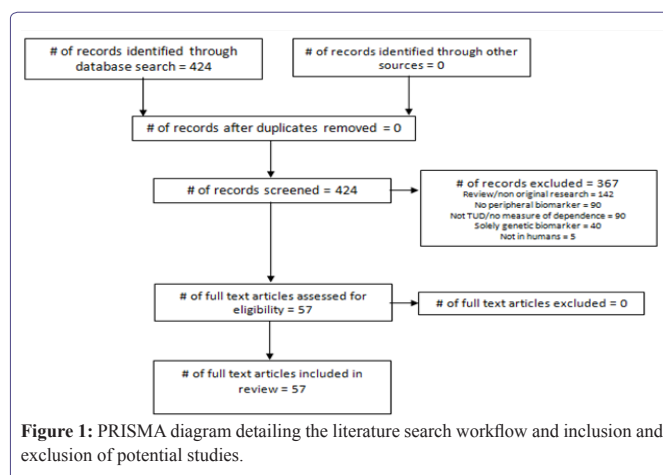 # of records identified through
database search = 424
# of records identified through other
sources = 0
# of records after duplicates removed = 0
# of records screened = 424
# of records excluded = 367
Review/non original research = 142
No peripheral biomarker = 90
Not TUD/no measure of dependence = 90
Solely genetic biomarker = 40
Not in humans = 5
# of full text articles assessed for
eligibility = 57
# of full text articles excluded = 0
# of full text articles included in
review = 57
Figure 1: PRISMA diagram detailing the literature search workflow and inclusion and
exclusion of potential studies.